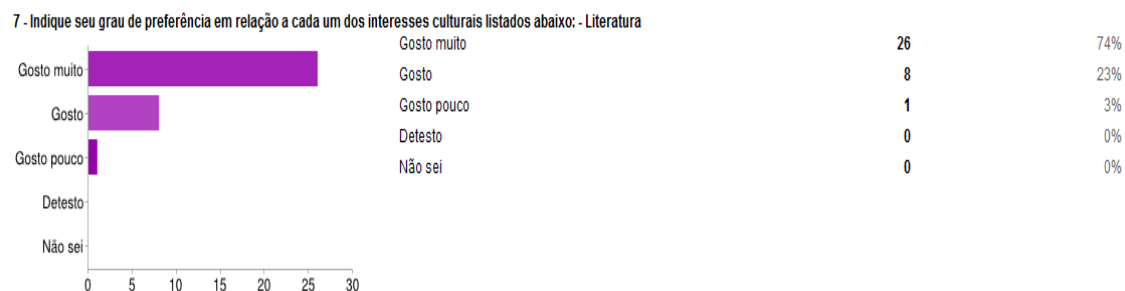 7 - Indique seu grau de preferência em relação a cada um dos interesses culturais listados abaixo: - Literatura
Gosto muito
Gosto
Gosto pouco
Detesto
Não sei
0 5 10 15 20 25 30
Gosto muito 26 74%
Gosto 8 23%
Gosto pouco 1 3%
Detesto 0 0%
Não sei 0 0%